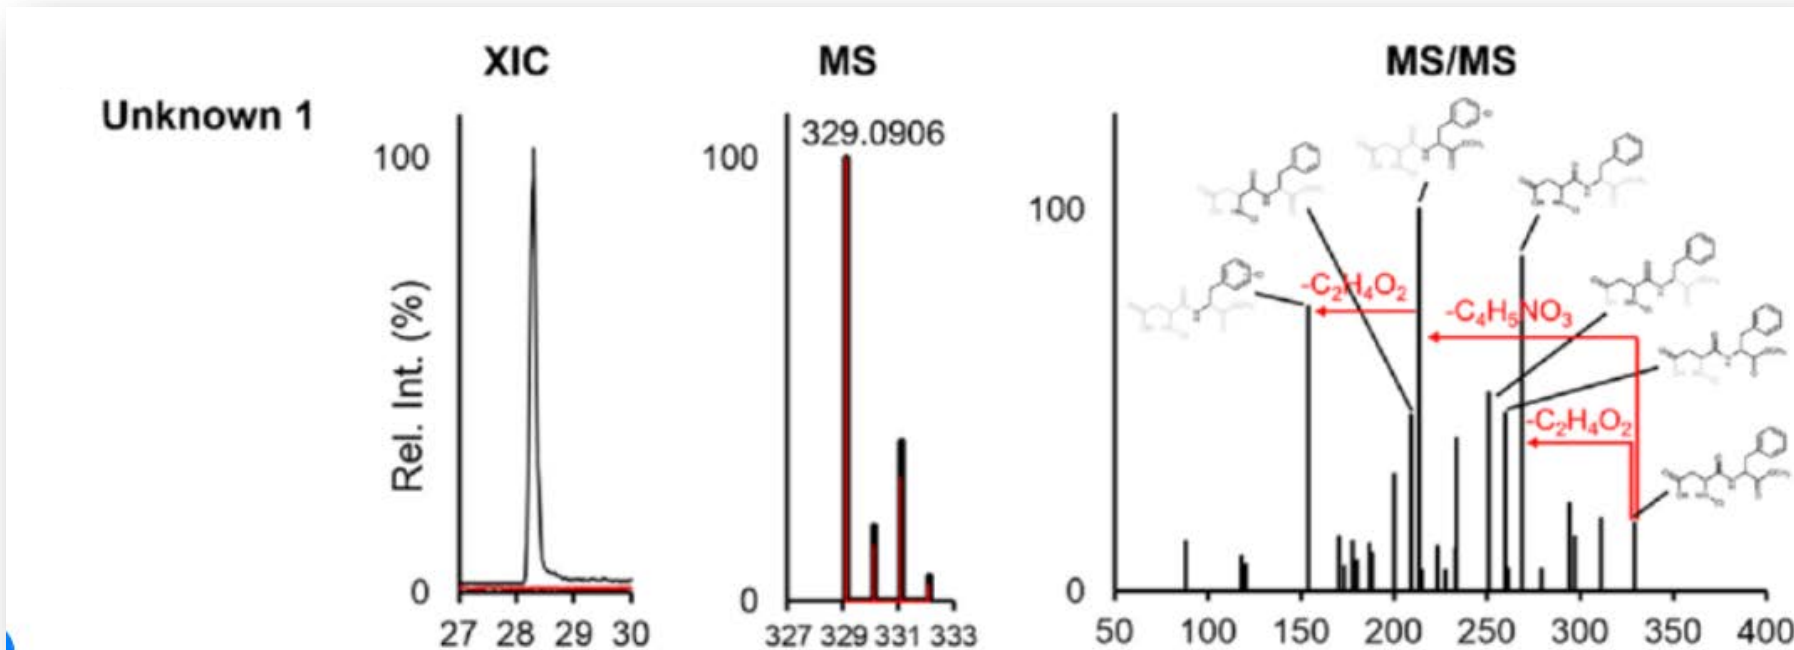 XIC
MS
MS/MS
Unknown 1
Rel. Int. (%)
100
0
27 28 29 30
100
329.0906
0
327 329 331 333
100
-C₂H₄O₂
-C₄H₅NO₃
-C₂H₄O₂
0
50 100 150 200 250 300 350 400